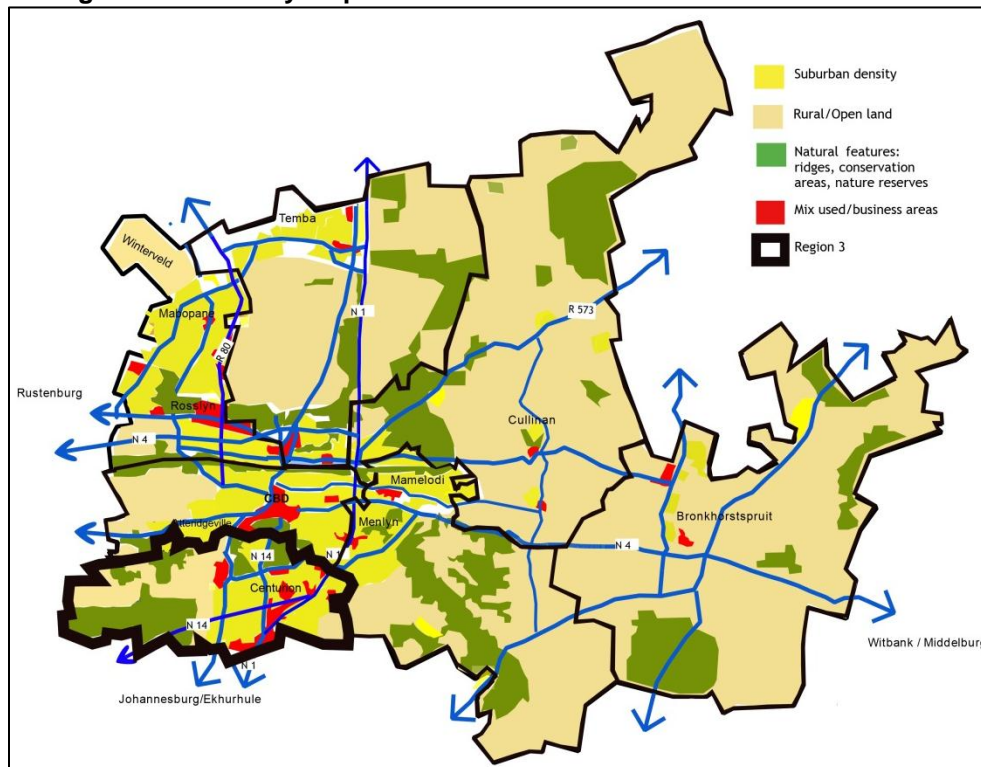 Suburban density
Rural/Open land
Natural features:
ridges, conservation
areas, nature reserves
Mix used/business areas
Region 3
Temba
Winterveld
Mabopane
R 80
N 1
R 573
Rustenburg
Rosslyn
N 4
Cullinan
Mamelodi
CBD
Atteridgeville
Menlyn
Bronkhorstspruit
N 4
N 14
N 1
Centurion
N 14
N 1
Witbank / Middelburg
Johannesburg/Ekhurhule